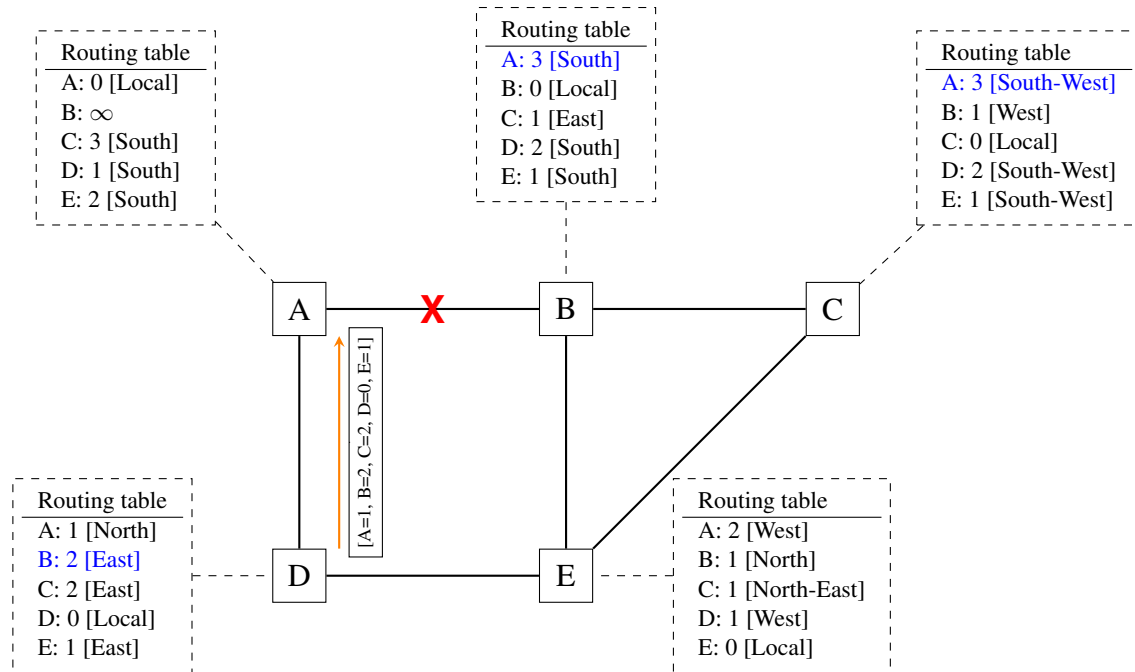 Routing table
A: 0 [Local]
B: ∞
C: 3 [South]
D: 1 [South]
E: 2 [South]
Routing table
A: 3 [South]
B: 0 [Local]
C: 1 [East]
D: 2 [South]
E: 1 [South]
Routing table
A: 3 [South-West]
B: 1 [West]
C: 0 [Local]
D: 2 [South-West]
E: 1 [South-West]
A
X
B
C
[A=1, B=2, C=2, D=0, E=1]
Routing table
A: 1 [North]
B: 2 [East]
C: 2 [East]
D: 0 [Local]
E: 1 [East]
D
E
Routing table
A: 2 [West]
B: 1 [North]
C: 1 [North-East]
D: 1 [West]
E: 0 [Local]